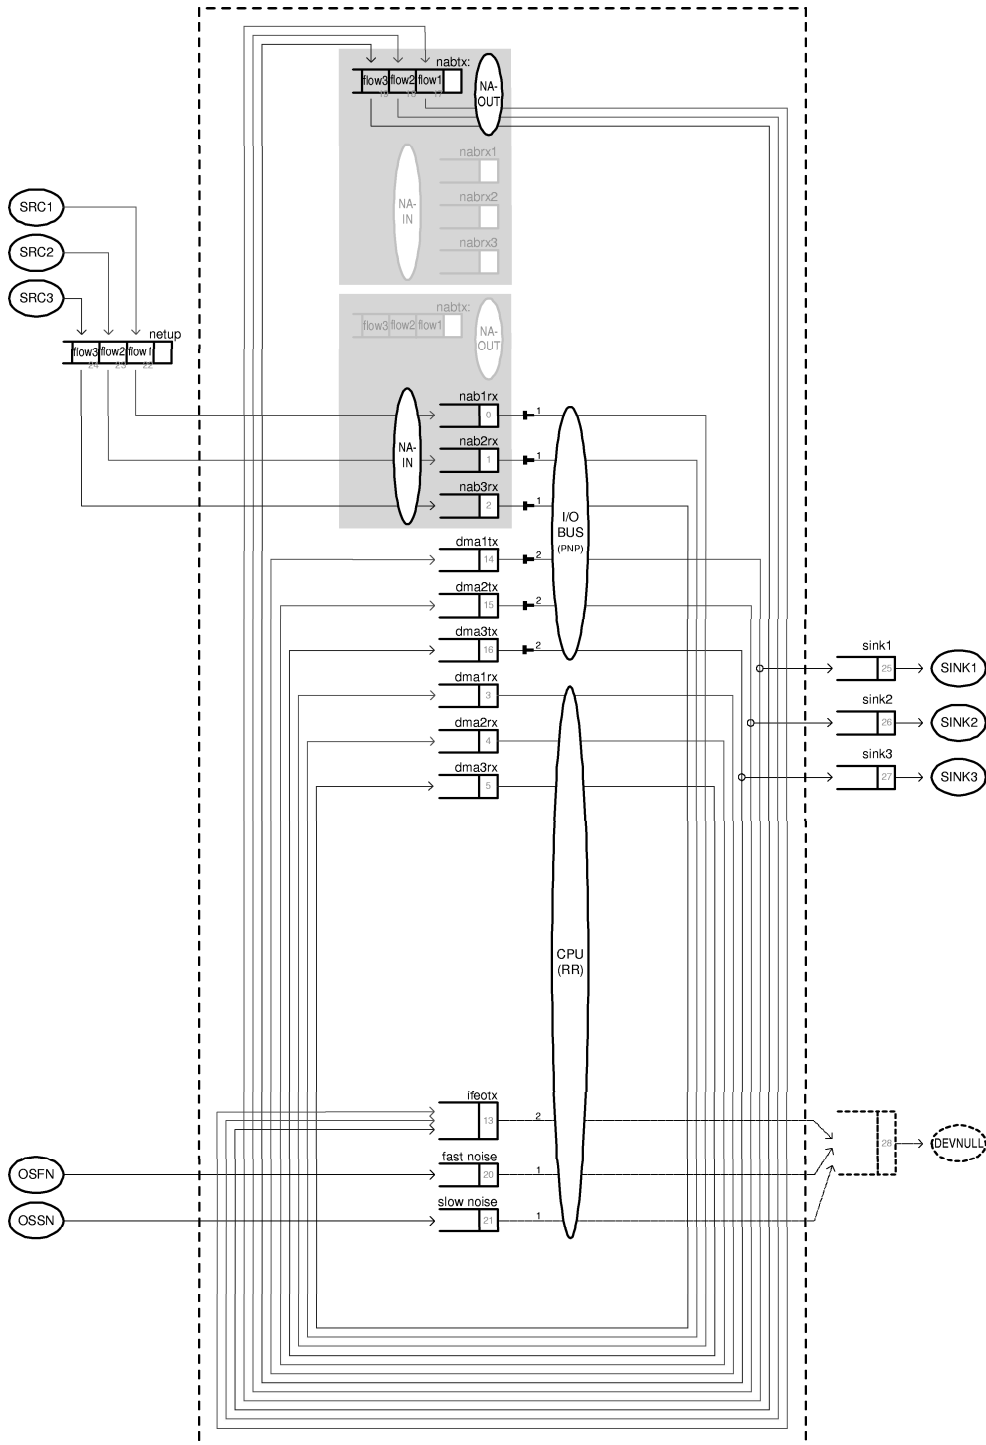 nabtx:
flow3 flow2 flow1
19 18 17
NA-
OUT
nabrx1
NA-
IN
nabrx2
nabrx3
SRC1
SRC2
SRC3
netup
flow3 flow2 flow1
24 23 22
nabtx:
flow3 flow2 flow1
NA-
OUT
nab1rx
0 1
nab2rx
NA-
IN
1 1
nab3rx
2 1
I/O
BUS
(PNP)
dma1tx
14 2
dma2tx
15 2
dma3tx
16 2
dma1rx
3
dma2rx
4
dma3rx
5
sink1
25 SINK1
sink2
26 SINK2
sink3
27 SINK3
CPU
(RR)
ifeotx
13 2
28 DEVNULL
OSFN
fast noise
20 1
OSSN
slow noise
21 1